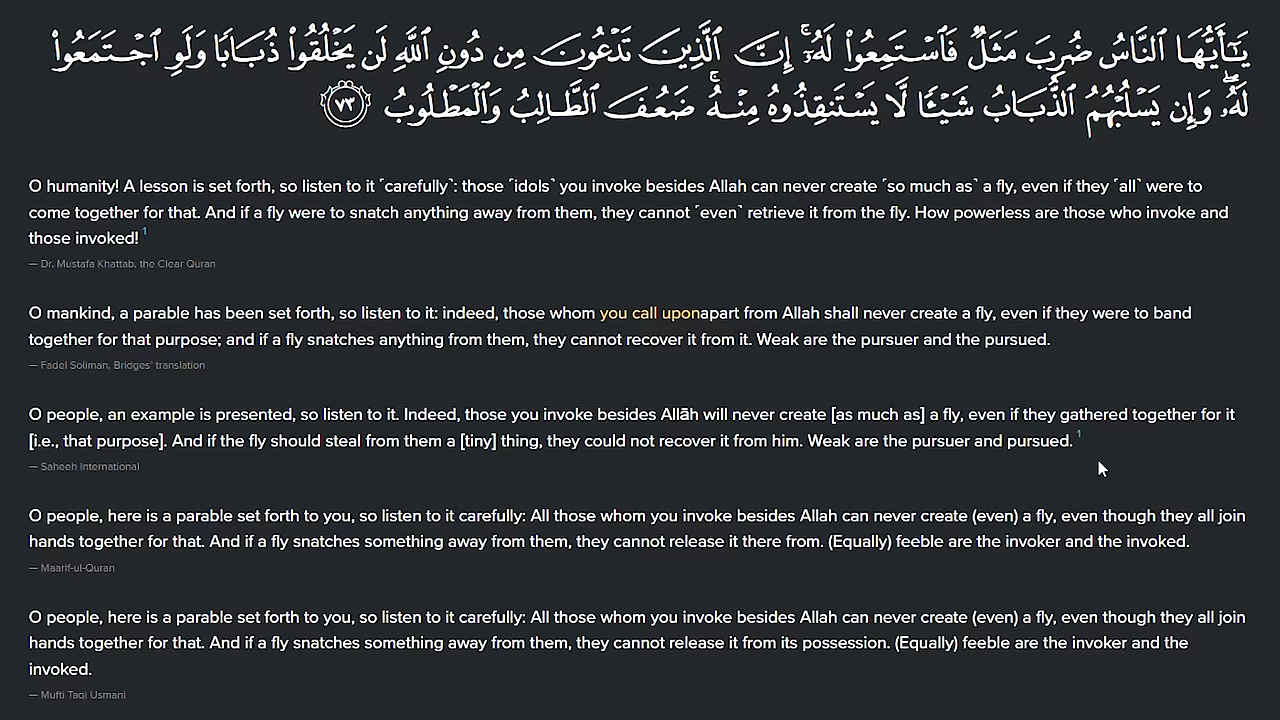 يَـٰٓأَيُّهَا ٱلنَّاسُ ضُرِبَ مَثَلٌ فَٱسْتَمِعُوا۟ لَهُۥٓ ۚ إِنَّ ٱلَّذِينَ تَدْعُونَ مِن دُونِ ٱللَّهِ لَن يَخْلُقُوا۟ ذُبَابًا وَلَوِ ٱجْتَمَعُوا۟
لَهُۥ ۖ وَإِن يَسْلُبْهُمُ ٱلذُّبَابُ شَيْـًٔا لَّا يَسْتَنقِذُوهُ مِنْهُ ۚ ضَعُفَ ٱلطَّالِبُ وَٱلْمَطْلُوبُ ٧٣
O humanity! A lesson is set forth, so listen to it ˹carefully˺: those ˹idols˺ you invoke besides Allah can never create ˹so much as˺ a fly, even if they ˹all˺ were to
come together for that. And if a fly were to snatch anything away from them, they cannot ˹even˺ retrieve it from the fly. How powerless are those who invoke and
those invoked! 1
— Dr. Mustafa Khattab, the Clear Quran
O mankind, a parable has been set forth, so listen to it: indeed, those whom you call uponapart from Allah shall never create a fly, even if they were to band
together for that purpose; and if a fly snatches anything from them, they cannot recover it from it. Weak are the pursuer and the pursued.
— Fadel Soliman, Bridges' translation
O people, an example is presented, so listen to it. Indeed, those you invoke besides Allāh will never create [as much as] a fly, even if they gathered together for it
[i.e., that purpose]. And if the fly should steal from them a [tiny] thing, they could not recover it from him. Weak are the pursuer and pursued. 1
— Saheeh International
O people, here is a parable set forth to you, so listen to it carefully: All those whom you invoke besides Allah can never create (even) a fly, even though they all join
hands together for that. And if a fly snatches something away from them, they cannot release it there from. (Equally) feeble are the invoker and the invoked.
— Maarif-ul-Quran
O people, here is a parable set forth to you, so listen to it carefully: All those whom you invoke besides Allah can never create (even) a fly, even though they all join
hands together for that. And if a fly snatches something away from them, they cannot release it from its possession. (Equally) feeble are the invoker and the
invoked.
— Mufti Taqi Usmani